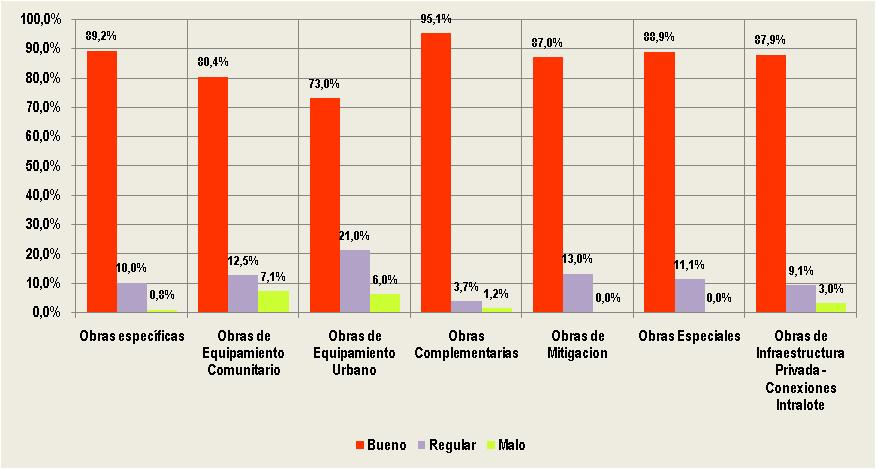 100,0%
90,0%
80,0%
70,0%
60,0%
50,0%
40,0%
30,0%
20,0%
10,0%
0,0%
89,2%
10,0%
0,8%
80,4%
12,5%
7,1%
73,0%
21,0%
6,0%
95,1%
3,7%
1,2%
87,0%
13,0%
0,0%
88,9%
11,1%
0,0%
87,9%
9,1%
3,0%
Obras específicas
Obras de
Equipamiento
Comunitario
Obras de
Equipamiento
Urbano
Obras
Complementarias
Obras de
Mitigacion
Obras Especiales
Obras de
Infraestructura
Privada -
Conexiones
Intralote
Bueno Regular Malo